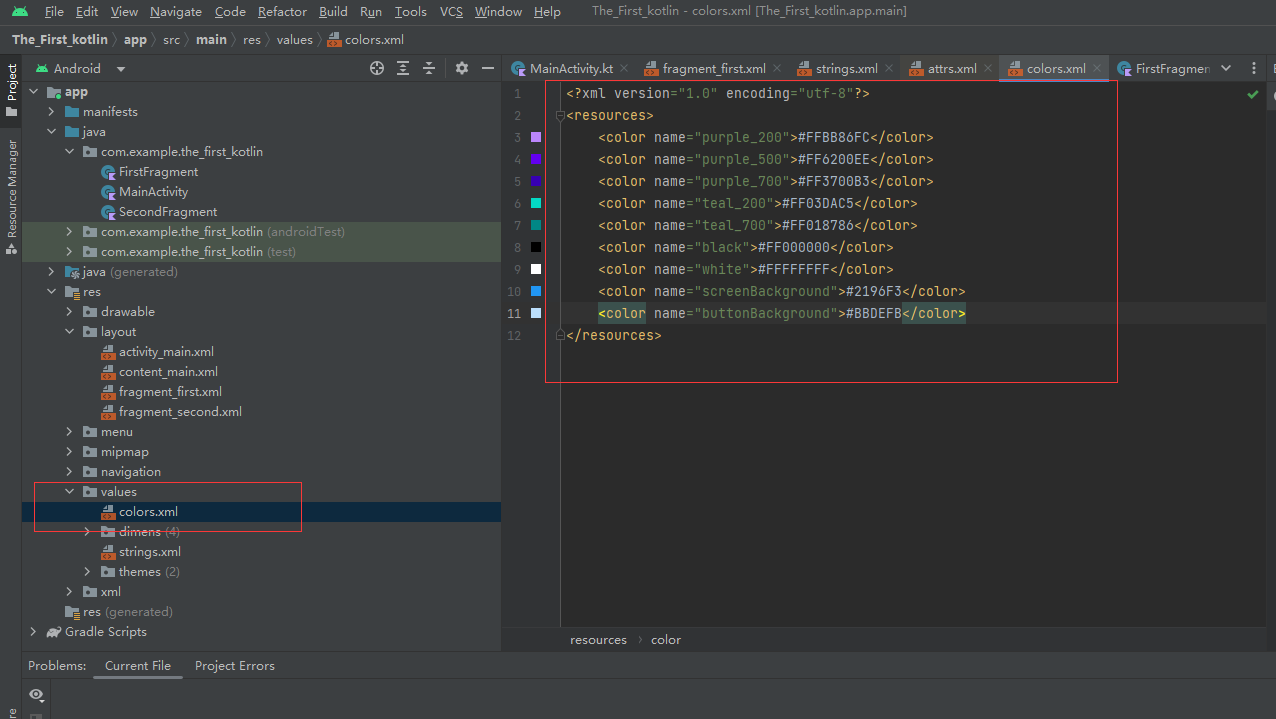 File Edit View Navigate Code Refactor Build Run Tools VCS Window Help The_First_kotlin - colors.xml [The_First_kotlin.app.main]
The_First_kotlin app src main res values colors.xml
Project
Resource Manager
Android
app
manifests
java
com.example.the_first_kotlin
FirstFragment
MainActivity
SecondFragment
com.example.the_first_kotlin (androidTest)
com.example.the_first_kotlin (test)
java (generated)
res
drawable
layout
activity_main.xml
content_main.xml
fragment_first.xml
fragment_second.xml
menu
mipmap
navigation
values
colors.xml
dimens (4)
strings.xml
themes (2)
xml
res (generated)
Gradle Scripts
MainActivity.kt fragment_first.xml strings.xml attrs.xml colors.xml FirstFragmen
1 <?xml version="1.0" encoding="utf-8"?>
2 <resources>
3 <color name="purple_200">#FFBB86FC</color>
4 <color name="purple_500">#FF6200EE</color>
5 <color name="purple_700">#FF3700B3</color>
6 <color name="teal_200">#FF03DAC5</color>
7 <color name="teal_700">#FF018786</color>
8 <color name="black">#FF000000</color>
9 <color name="white">#FFFFFFFF</color>
10 <color name="screenBackground">#2196F3</color>
11 <color name="buttonBackground">#BBDEFB</color>
12 </resources>
resources color
Problems: Current File Project Errors